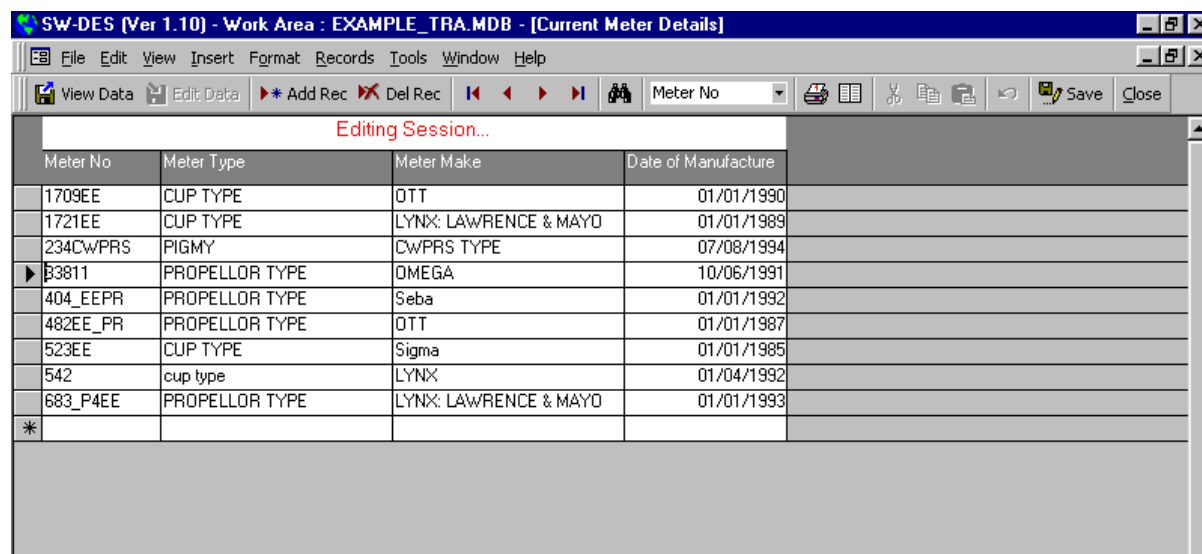 SW-DES (Ver 1.10) - Work Area : EXAMPLE_TRA.MDB - [Current Meter Details]
File Edit View Insert Format Records Tools Window Help
View Data Edit Data Add Rec Del Rec Meter No Save Close
Editing Session...
Meter No Meter Type Meter Make Date of Manufacture
1709EE CUP TYPE OTT 01/01/1990
1721EE CUP TYPE LYNX: LAWRENCE & MAYO 01/01/1989
234CWPRS PIGMY CWPRS TYPE 07/08/1994
33811 PROPELLOR TYPE OMEGA 10/06/1991
404_EEPR PROPELLOR TYPE Seba 01/01/1992
482EE_PR PROPELLOR TYPE OTT 01/01/1987
523EE CUP TYPE Sigma 01/01/1985
542 cup type LYNX 01/04/1992
683_P4EE PROPELLOR TYPE LYNX: LAWRENCE & MAYO 01/01/1993